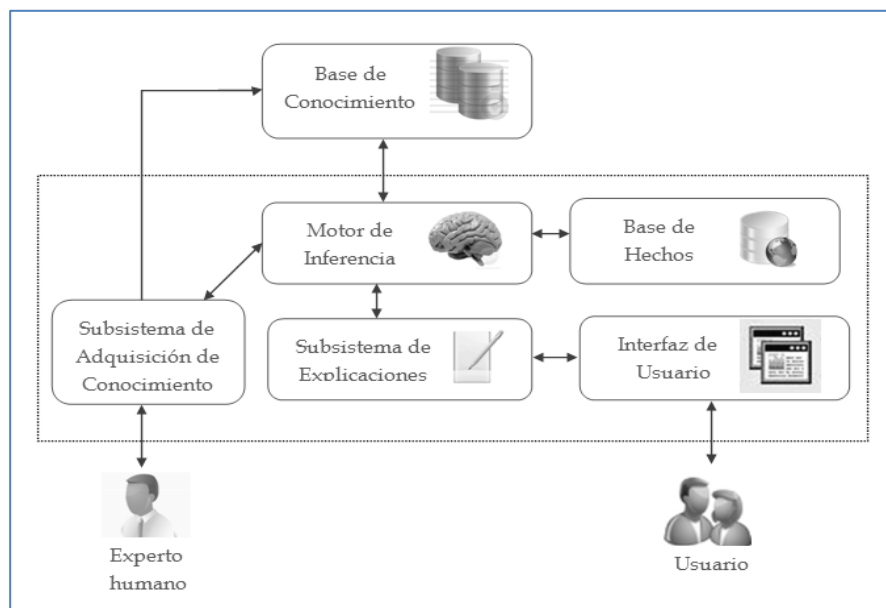 Base de
Conocimiento
Motor de
Inferencia
Base de
Hechos
Subsistema de
Adquisición de
Conocimiento
Subsistema de
Explicaciones
Interfaz de
Usuario
Experto
humano
Usuario